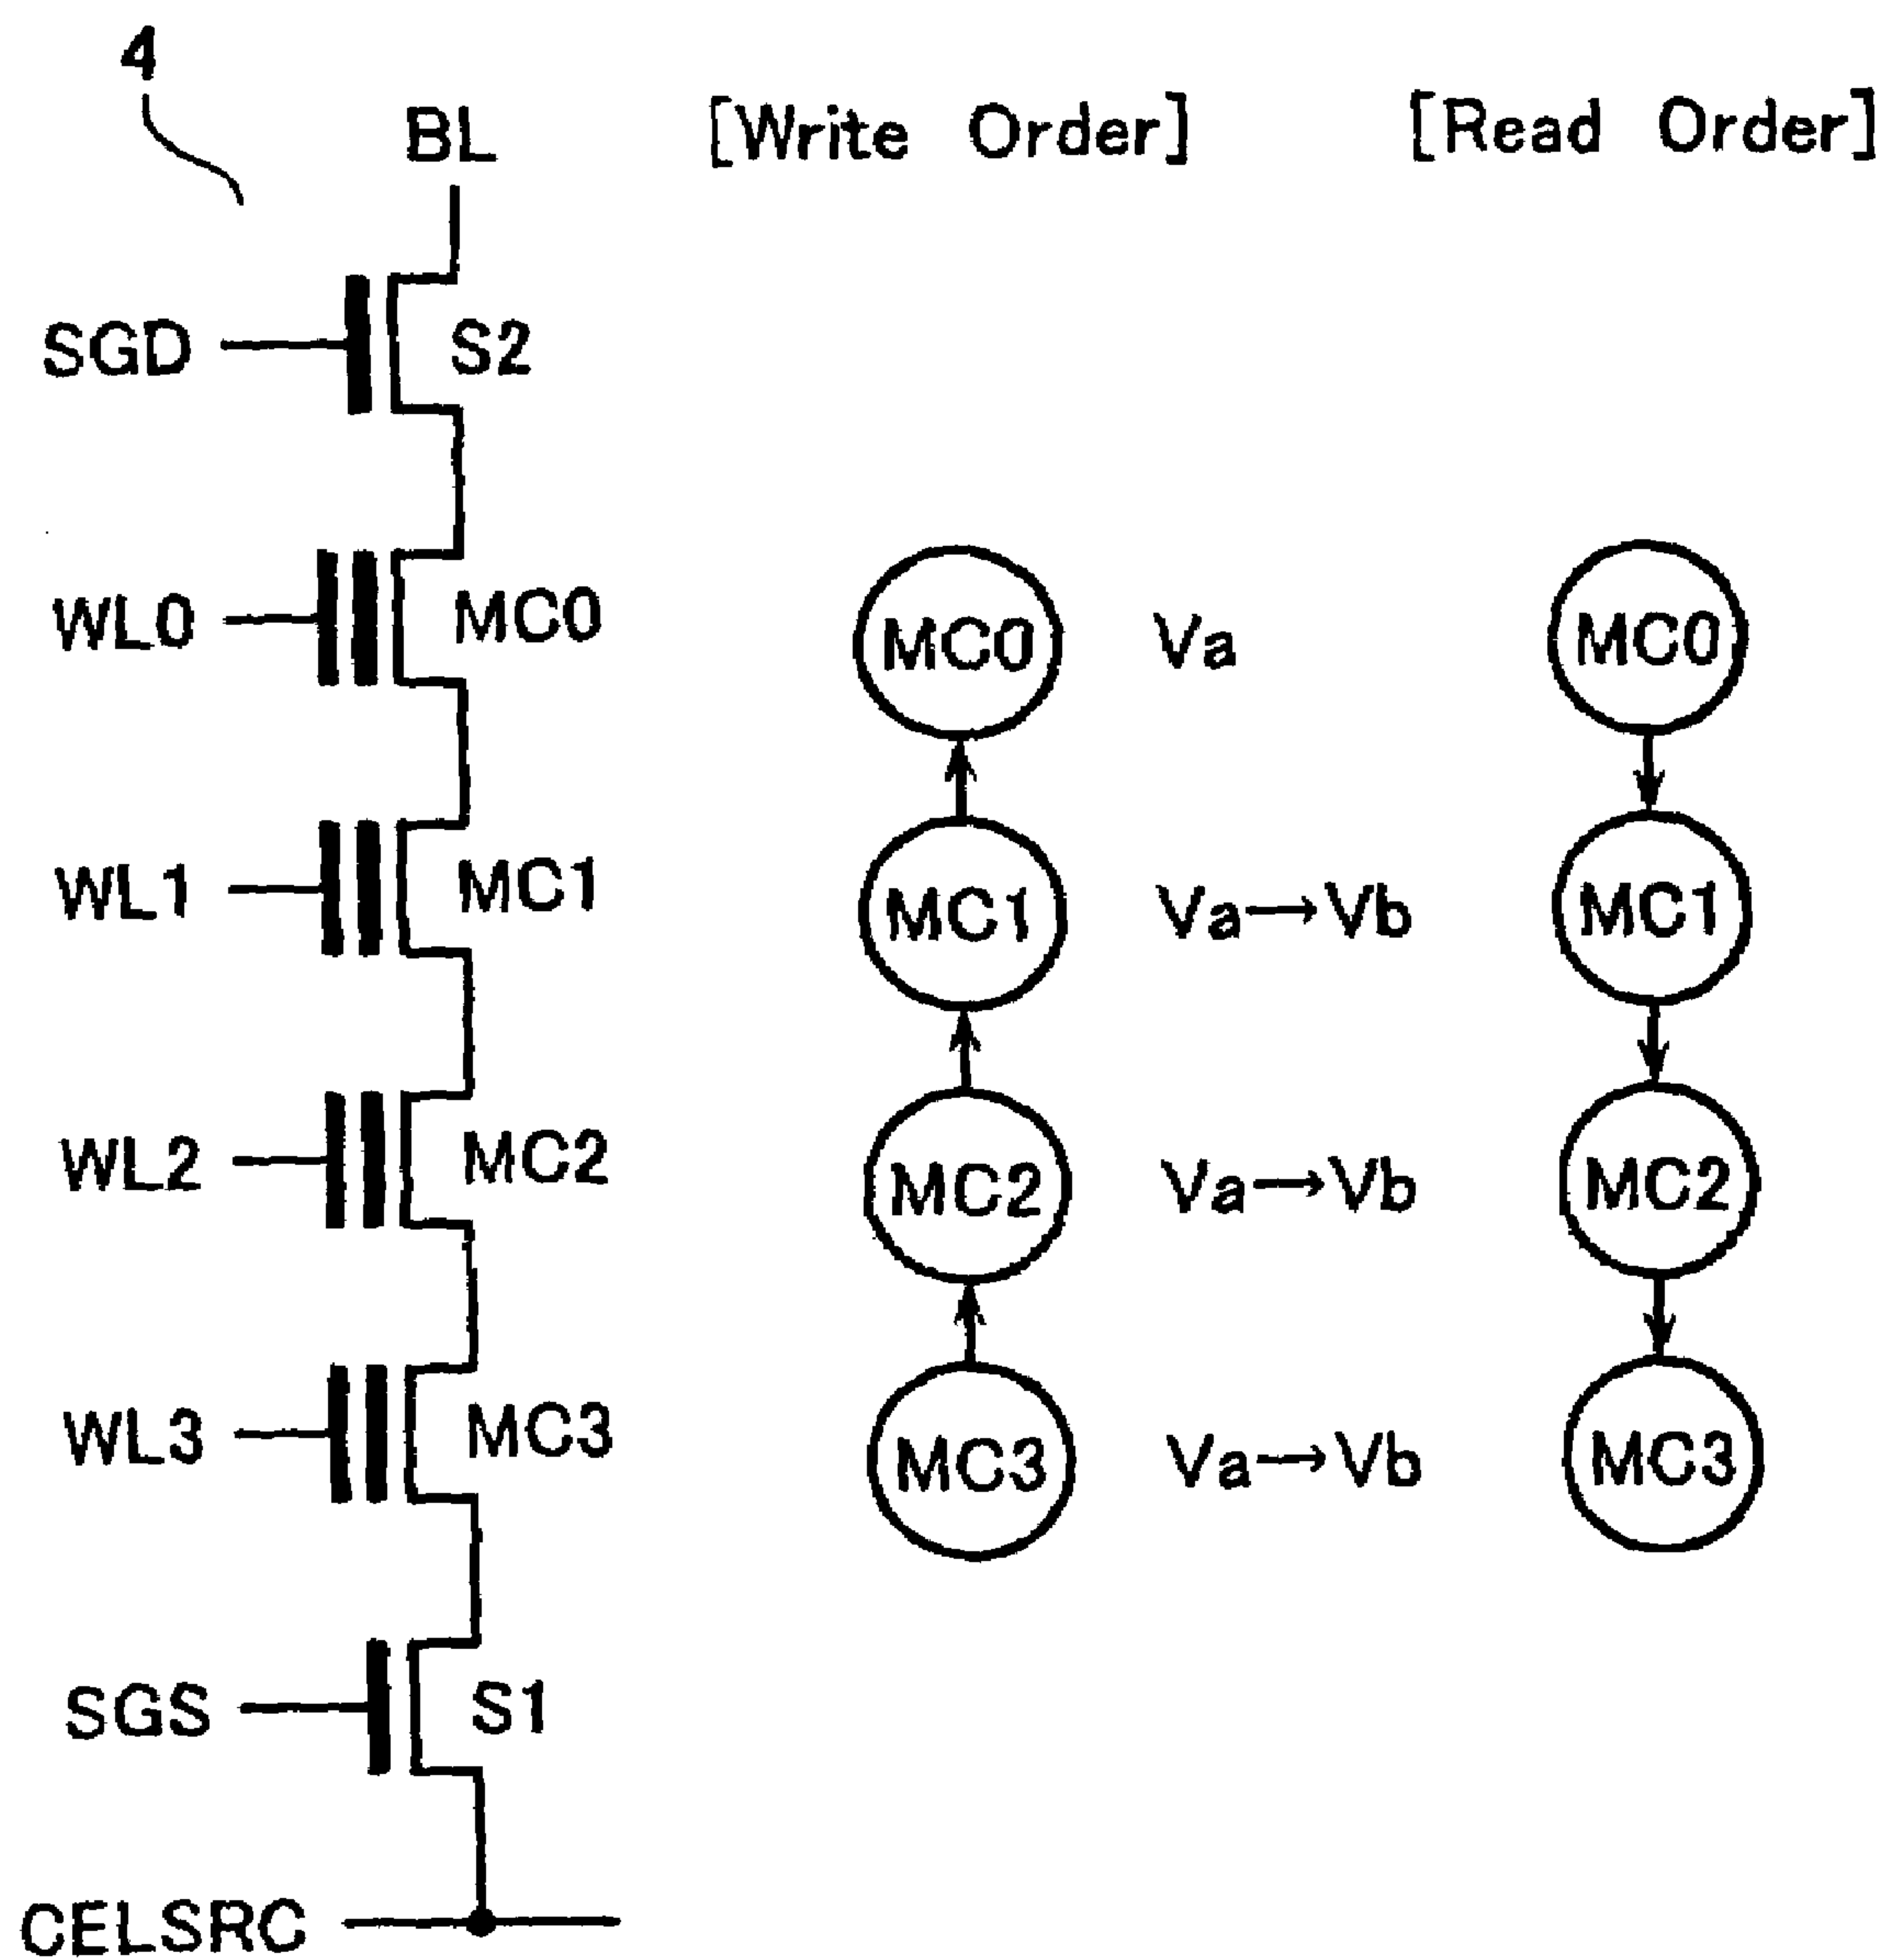 4
BL [Write Order] [Read Order]
SGD S2
WL0 MC0 MC0 Va MC0
WL1 MC1 MC1 Va→Vb MC1
WL2 MC2 MC2 Va→Vb MC2
WL3 MC3 MC3 Va→Vb MC3
SGS S1
CELSRC